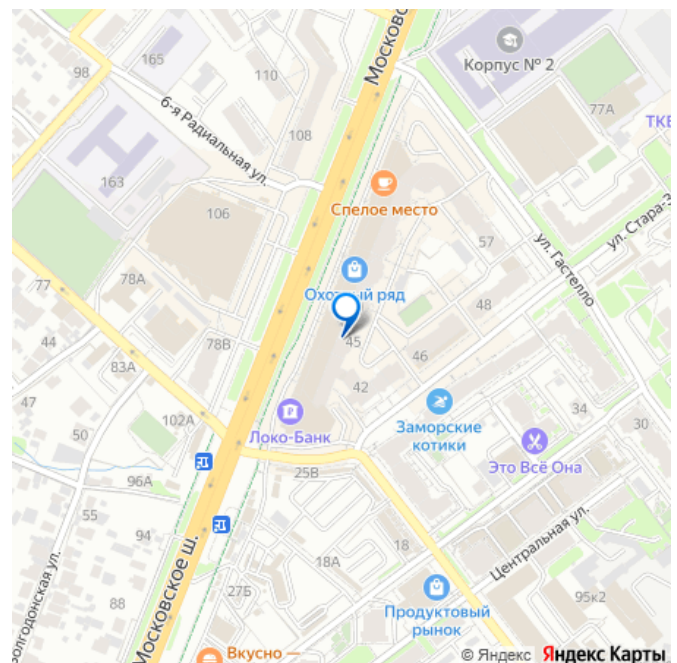 Московс
165
98
110
Корпус № 2
77А
ТКЕ
6-я Радиальная ул.
108
163
106
Спелое место
57
ул. Гастелло
ул. Стара-З
77
78А
Охотный ряд
48
44
78В
45
46
83А
42
47
102А
Локо-Банк
Заморские
котики
34
30
50
Это Всё Она
96А
25В
55
94
18
18А
Центральная ул.
Московское ш.
олгодонская ул.
88
27Б
95к2
Продуктовый
рынок
Вкусно —
© Яндекс Яндекс Карты